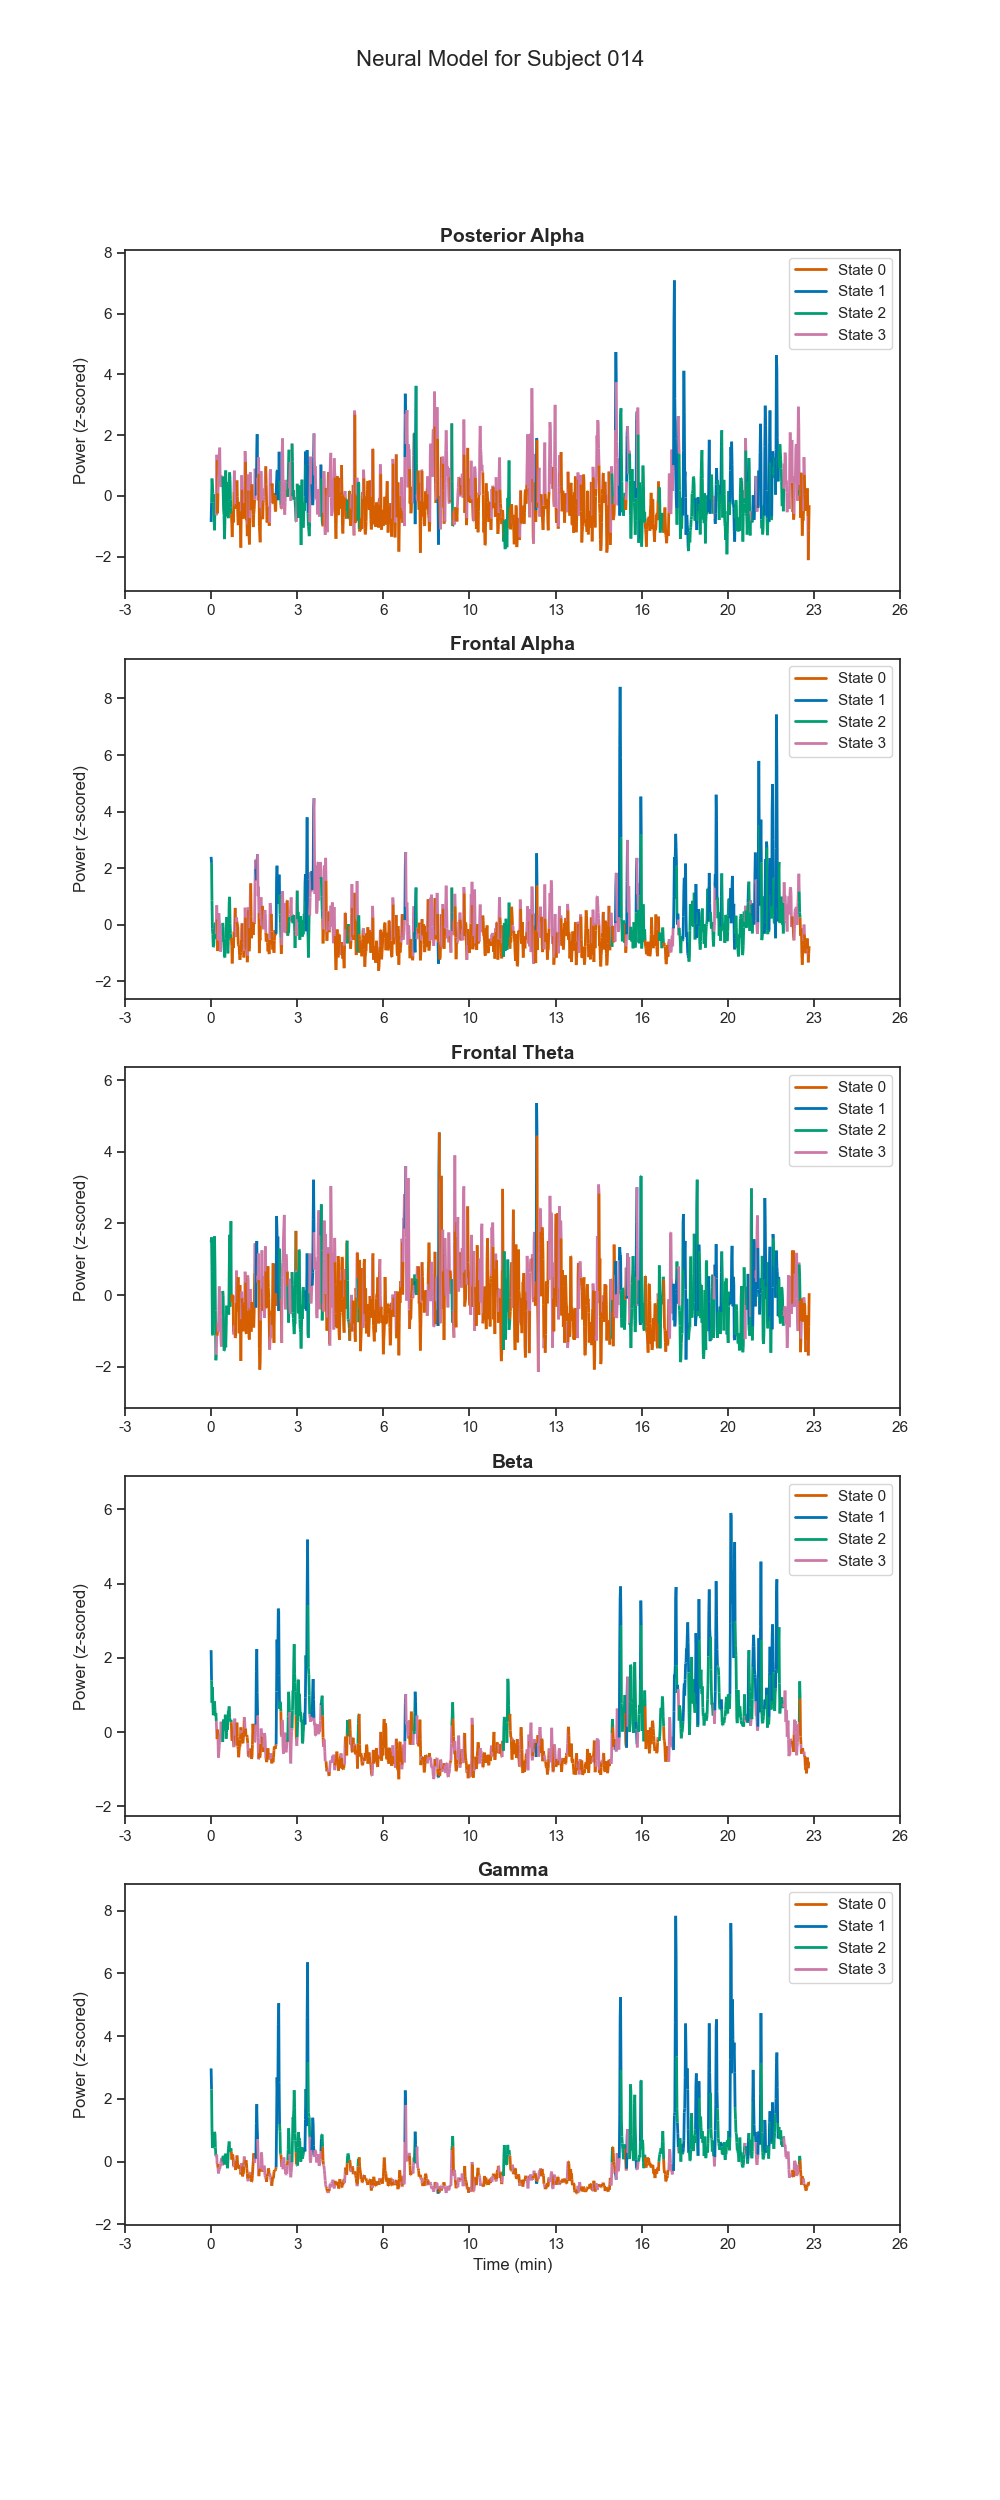 Neural Model for Subject 014
Posterior Alpha
8
6
4
2
0
−2
Power (z-scored)
State 0
State 1
State 2
State 3
-3 0 3 6 10 13 16 20 23 26
Frontal Alpha
8
6
4
2
0
−2
Power (z-scored)
State 0
State 1
State 2
State 3
-3 0 3 6 10 13 16 20 23 26
Frontal Theta
6
4
2
0
−2
Power (z-scored)
State 0
State 1
State 2
State 3
-3 0 3 6 10 13 16 20 23 26
Beta
6
4
2
0
−2
Power (z-scored)
State 0
State 1
State 2
State 3
-3 0 3 6 10 13 16 20 23 26
Gamma
8
6
4
2
0
−2
Power (z-scored)
State 0
State 1
State 2
State 3
-3 0 3 6 10 13 16 20 23 26
Time (min)